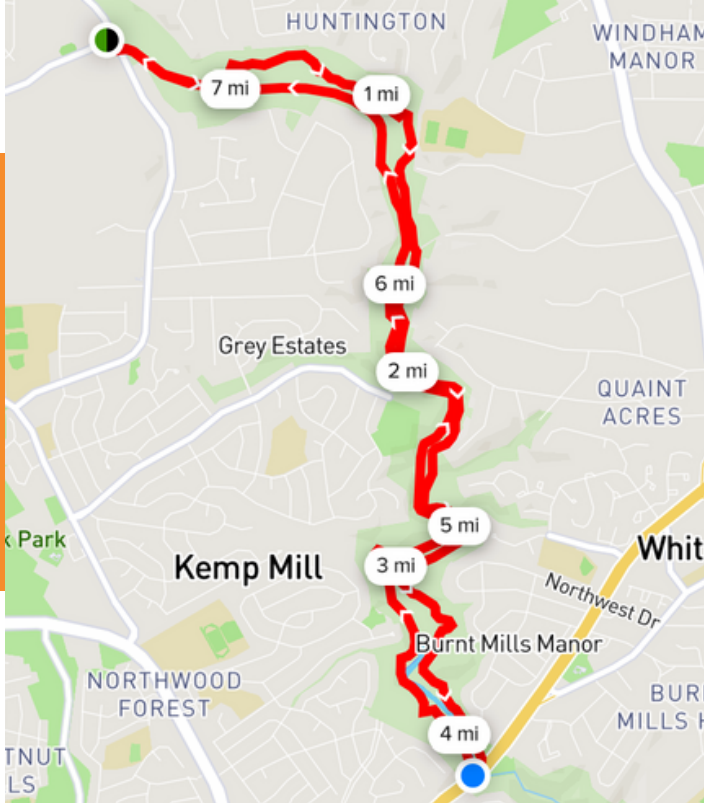 HUNTINGTON
WINDHAM
MANOR
7 mi
1 mi
6 mi
Grey Estates
2 mi
QUAINT
ACRES
5 mi
k Park
Whit
Kemp Mill
3 mi
Northwest Dr
Burnt Mills Manor
NORTHWOOD
FOREST
BUR
MILLS H
4 mi
TNUT
LS